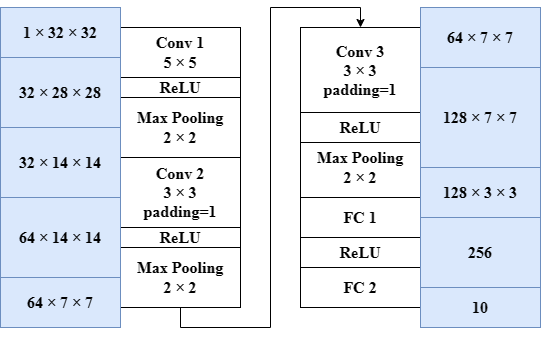 1 × 32 × 32
32 × 28 × 28
32 × 14 × 14
64 × 14 × 14
64 × 7 × 7
Conv 1
5 × 5
ReLU
Max Pooling
2 × 2
Conv 2
3 × 3
padding=1
ReLU
Max Pooling
2 × 2
Conv 3
3 × 3
padding=1
ReLU
Max Pooling
2 × 2
FC 1
ReLU
FC 2
64 × 7 × 7
128 × 7 × 7
128 × 3 × 3
256
10